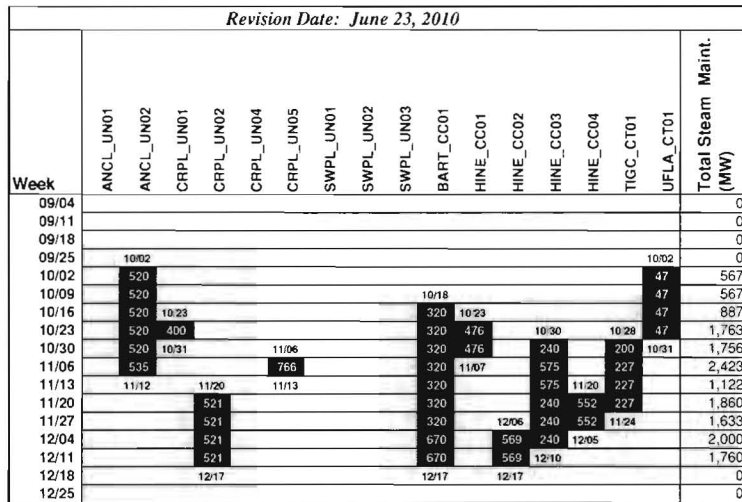 Revision Date: June 23, 2010
Week ANCL_UN01 ANCL_UN02 CRPL_UN01 CRPL_UN02 CRPL_UN04 CRPL_UN05 SWPL_UN01 SWPL_UN02 SWPL_UN03 BART_CC01 HINE_CC01 HINE_CC02 HINE_CC03 HINE_CC04 TIGC_CT01 UFLA_CT01 Total Steam Maint. (MW)
09/04 0
09/11 0
09/18 0
09/25 10/02 10/02 0
10/02 520 47 567
10/09 520 10/18 47 567
10/16 520 10/23 320 10/23 47 887
10/23 520 400 320 476 10/30 10/28 47 1,763
10/30 520 10/31 11/06 320 476 240 200 10/31 1,756
11/06 535 766 320 11/07 575 227 2,423
11/13 11/12 11/20 11/13 320 575 11/20 227 1,122
11/20 521 320 240 552 227 1,860
11/27 521 320 12/06 240 552 11/24 1,633
12/04 521 670 569 240 12/05 2,000
12/11 521 670 569 12/10 1,760
12/18 12/17 12/17 12/17 0
12/25 0